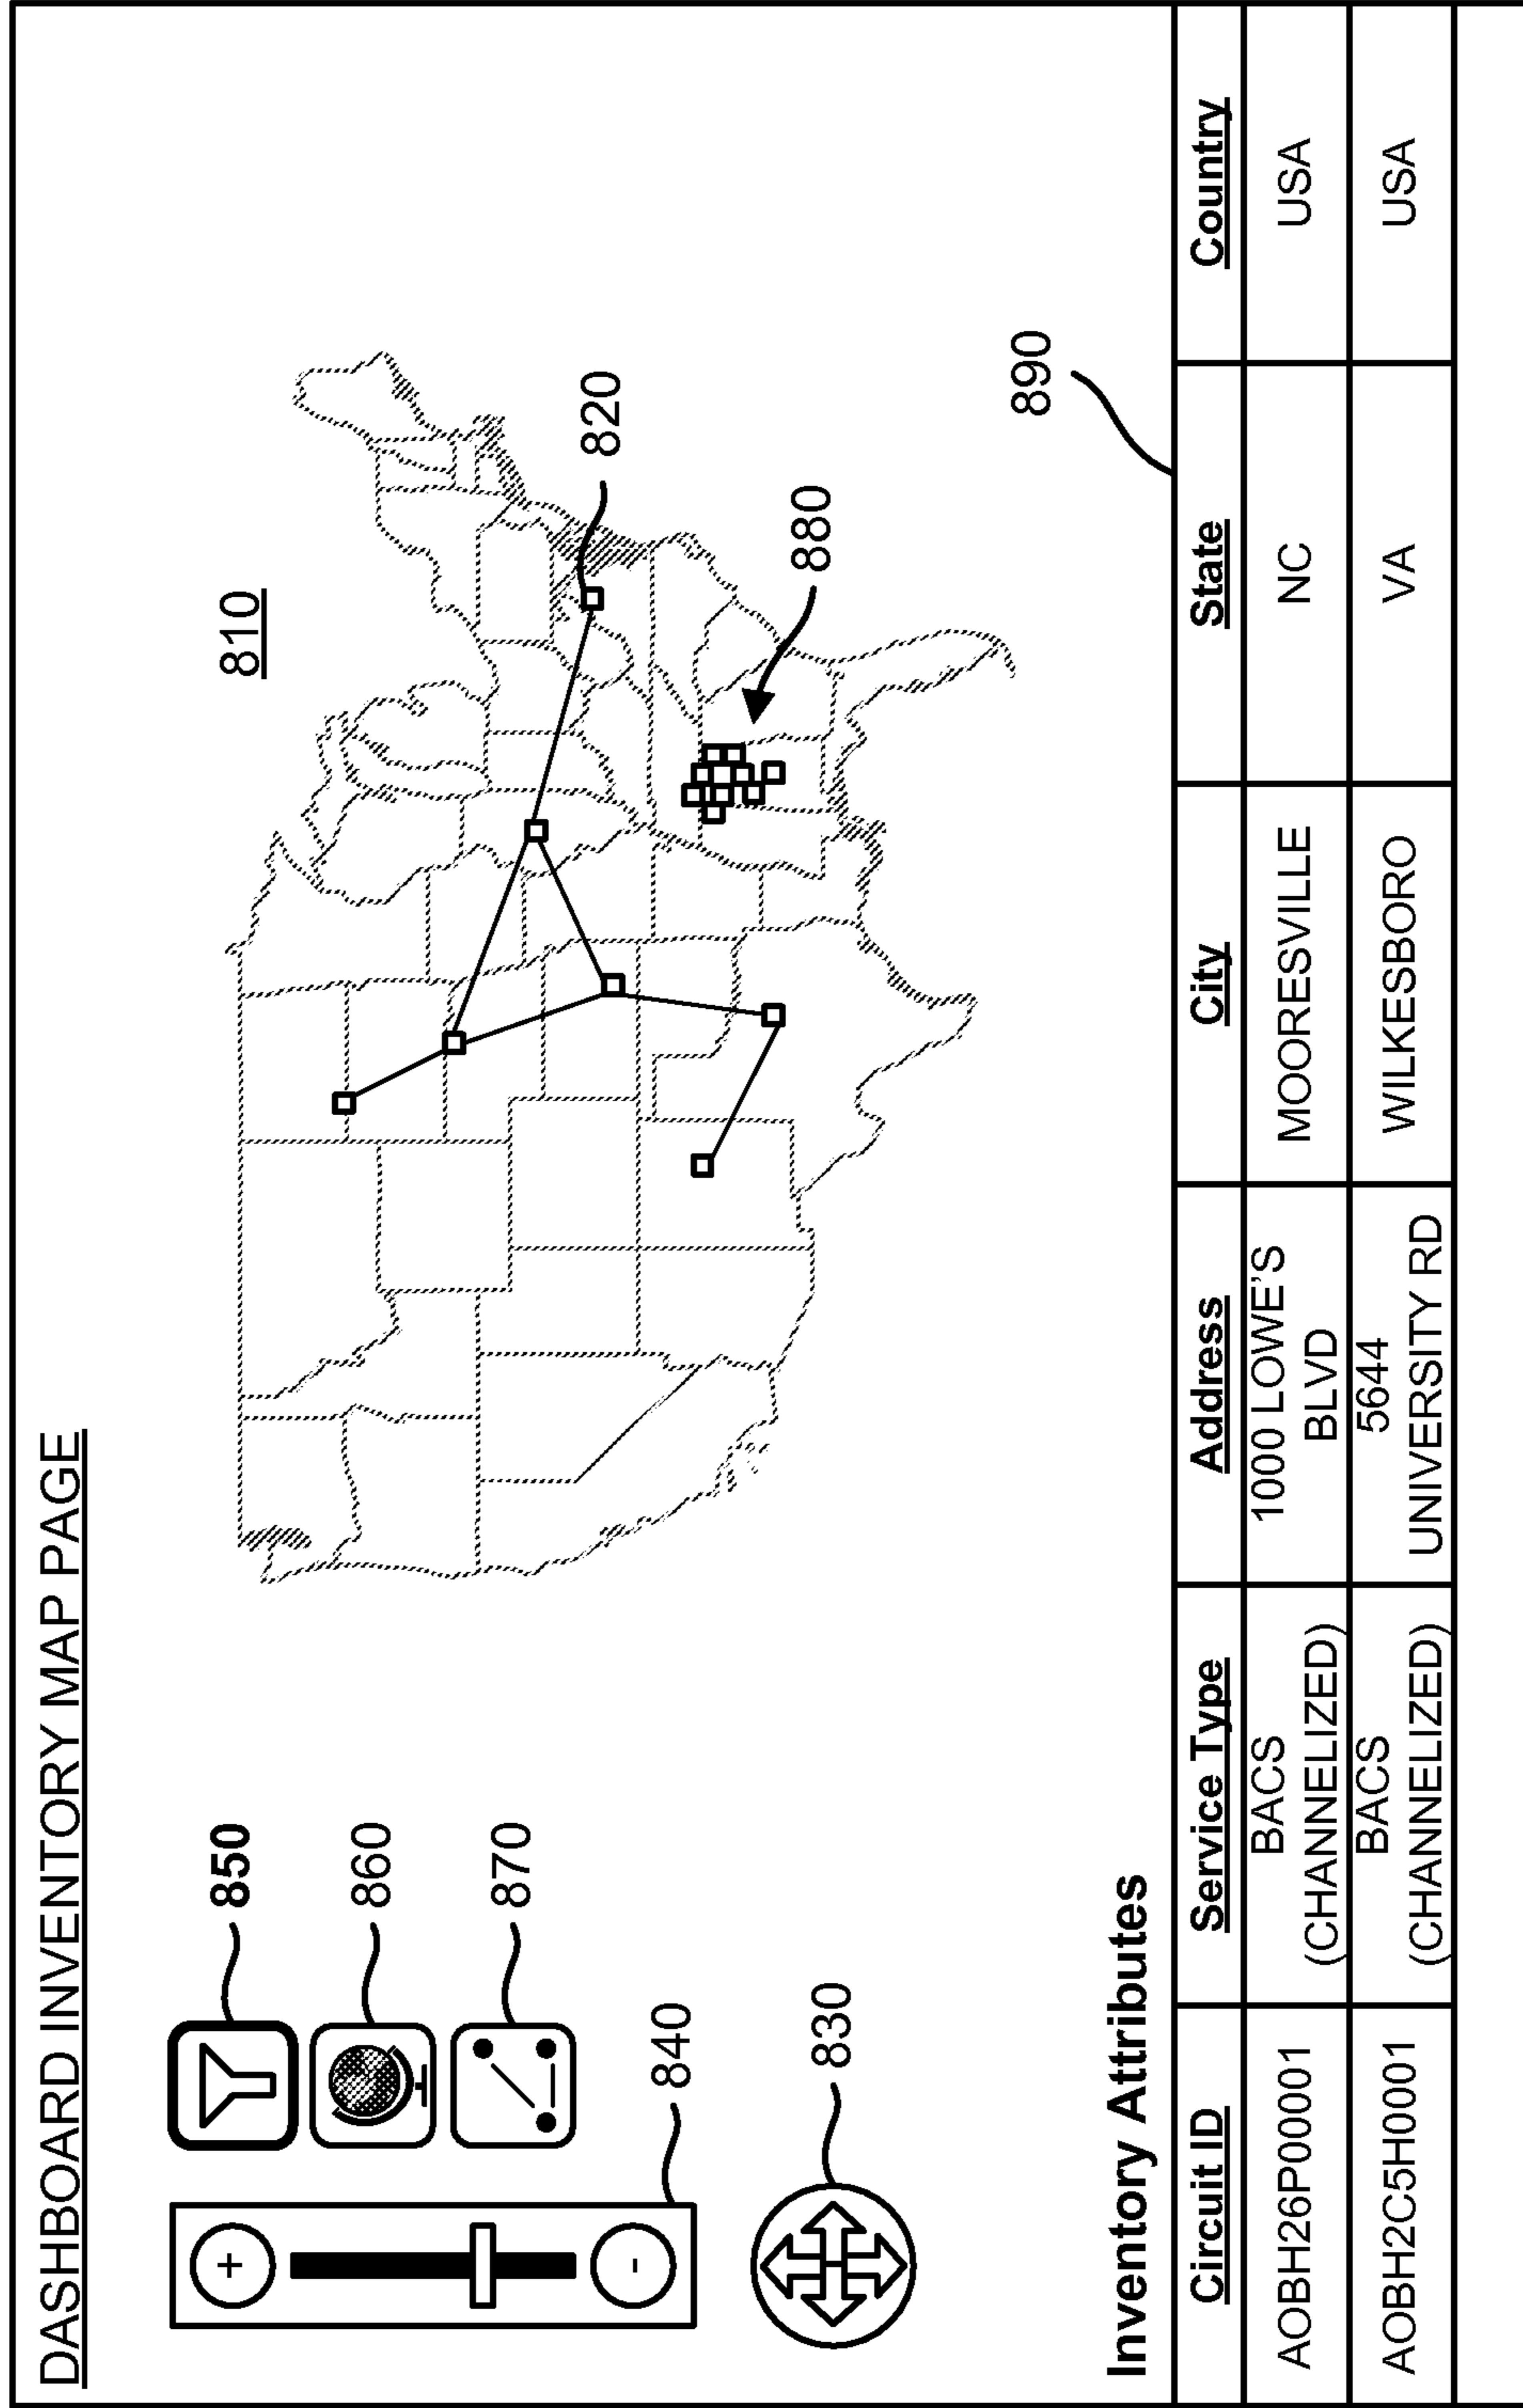 DASHBOARD INVENTORY MAP PAGE
810
+
-
850
860
870
840
830
820
880
890
Inventory Attributes
Circuit ID Service Type Address City State Country
AOBH26P00001 BACS (CHANNELIZED) 1000 LOWE'S BLVD MOORESVILLE NC USA
AOBH2C5H0001 BACS (CHANNELIZED) 5644 UNIVERSITY RD WILKESBORO VA USA